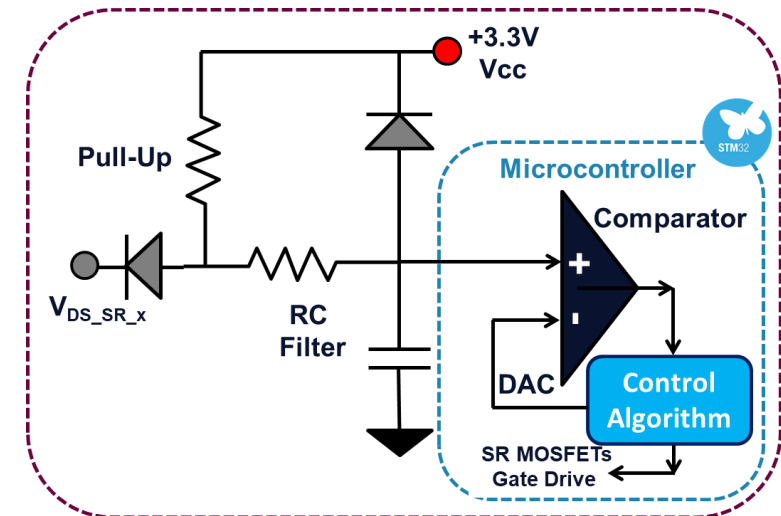 +3.3V
Vcc
Pull-Up
STM32
Microcontroller
Comparator
+
-
V_DS_SR_x
RC
Filter
DAC
Control
Algorithm
SR MOSFETs
Gate Drive